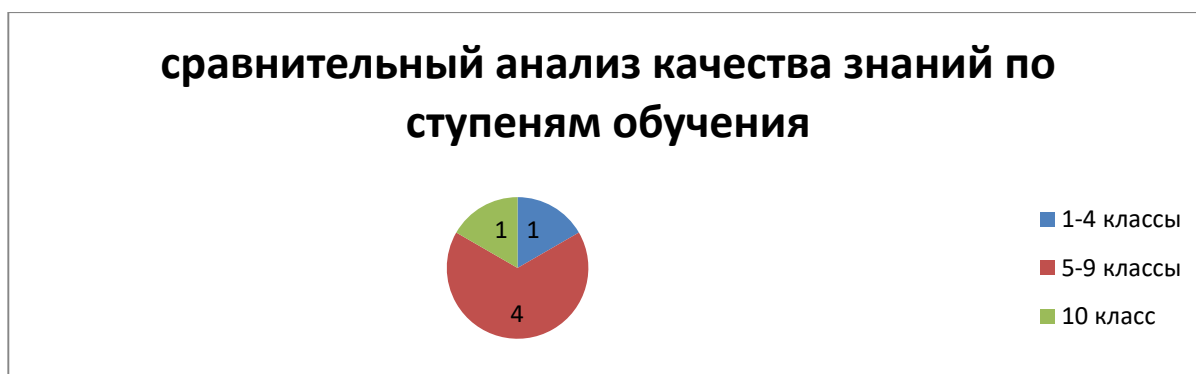 сравнительный анализ качества знаний по
ступеням обучения
1 1
4
1-4 классы
5-9 классы
10 класс